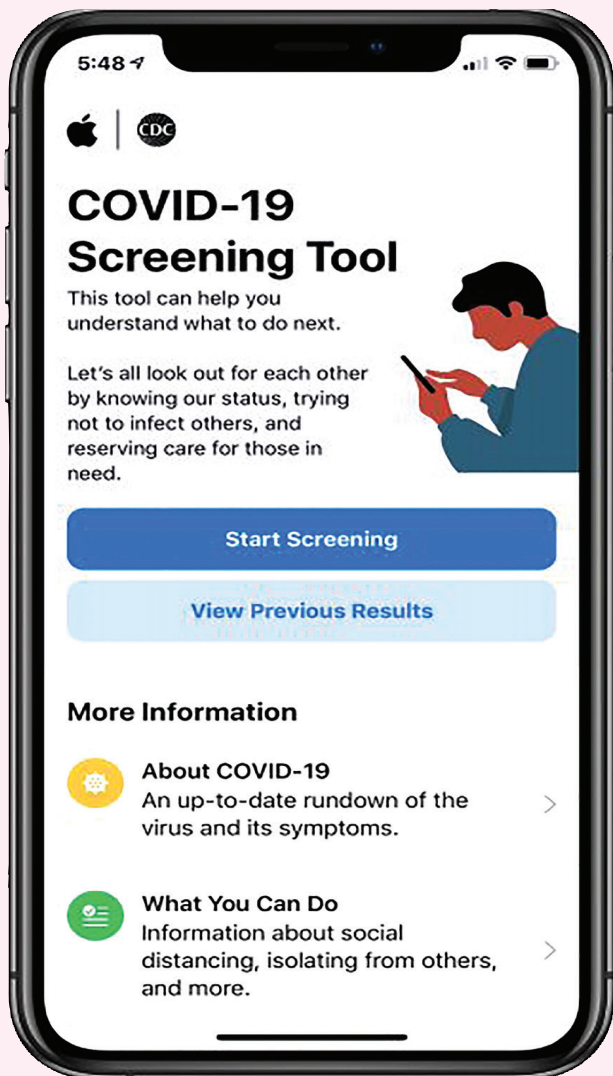 5:48
CDC
COVID-19
Screening Tool
This tool can help you
understand what to do next.
Let's all look out for each other
by knowing our status, trying
not to infect others, and
reserving care for those in
need.
Start Screening
View Previous Results
More Information
About COVID-19
An up-to-date rundown of the
virus and its symptoms.
What You Can Do
Information about social
distancing, isolating from others,
and more.